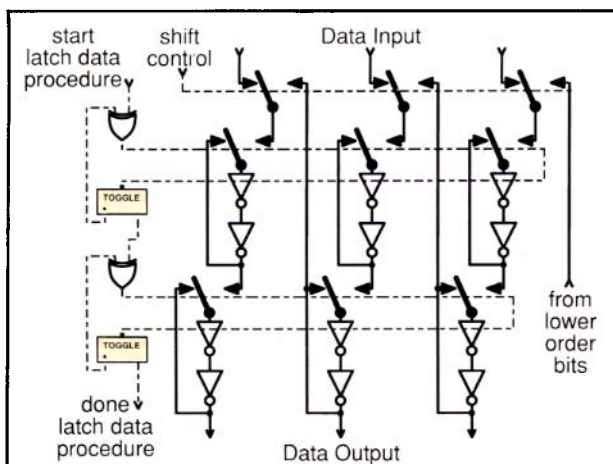 start
latch data
procedure
shift
control
Data Input
TOGGLE
TOGGLE
from
lower
order
bits
done
latch data
procedure
Data Output